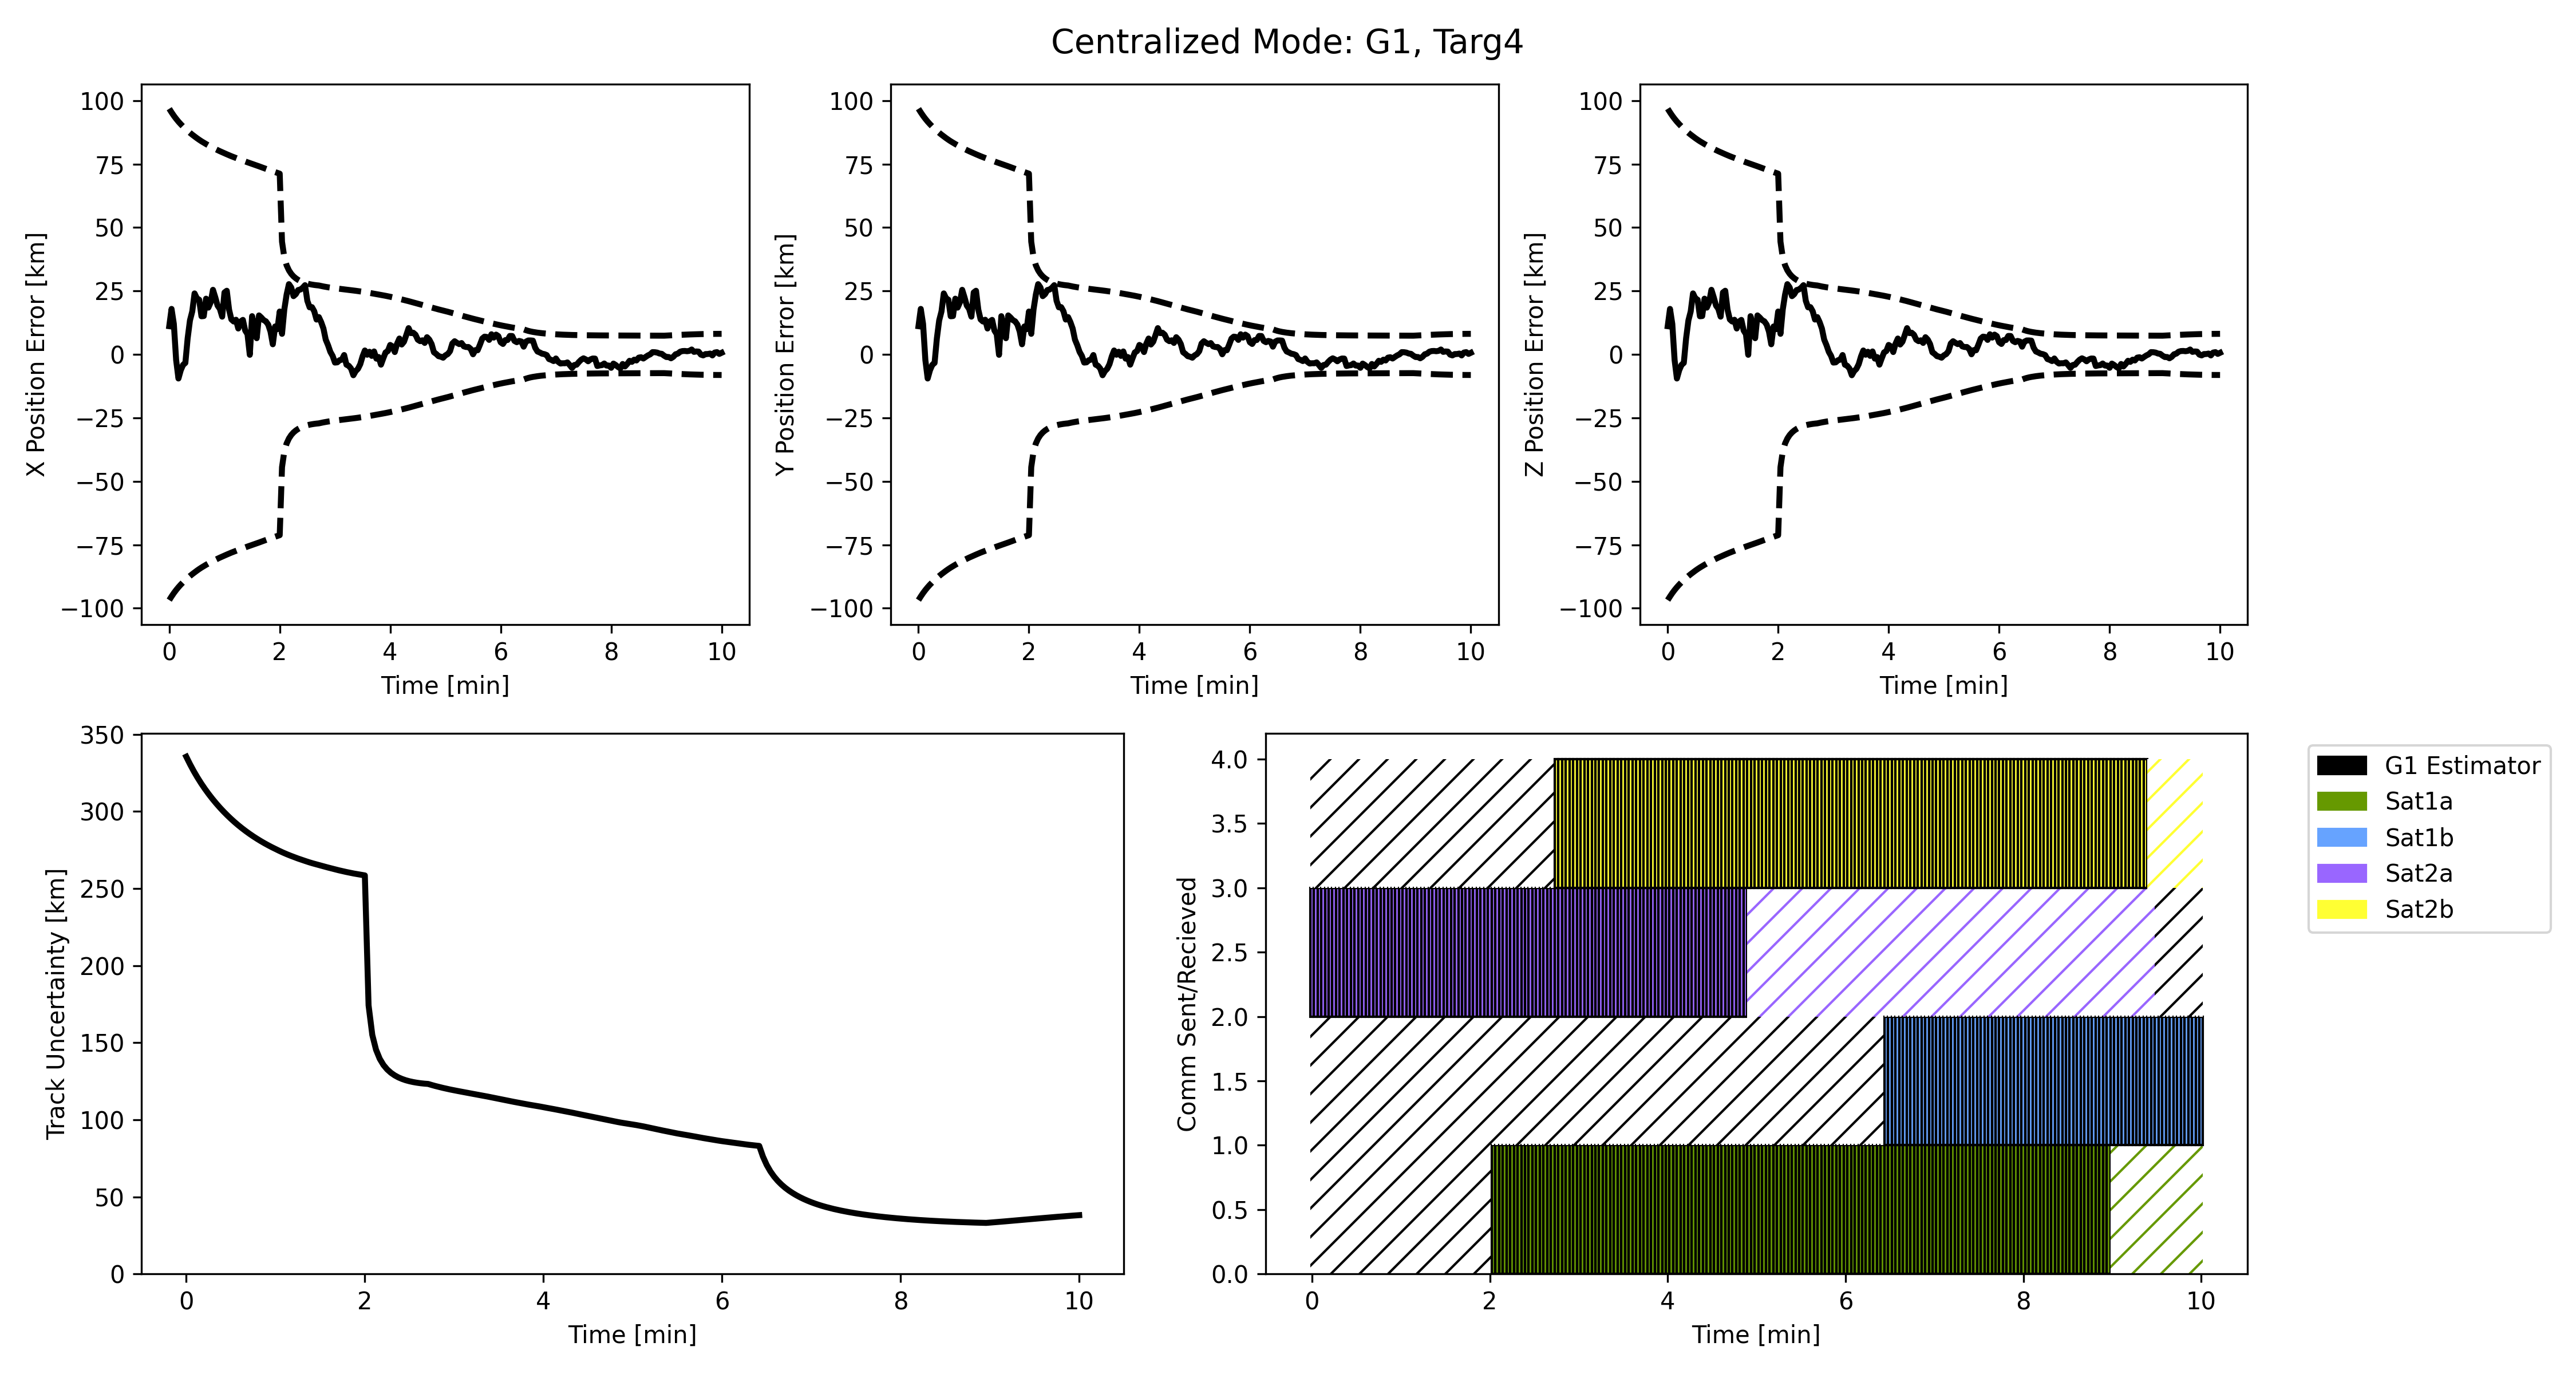 Centralized Mode: G1, Targ4
100
75
50
25
0
−25
−50
−75
−100
X Position Error [km]
0 2 4 6 8 10
Time [min]
100
75
50
25
0
−25
−50
−75
−100
Y Position Error [km]
0 2 4 6 8 10
Time [min]
100
75
50
25
0
−25
−50
−75
−100
Z Position Error [km]
0 2 4 6 8 10
Time [min]
350
300
250
200
150
100
50
0
Track Uncertainty [km]
0 2 4 6 8 10
Time [min]
4.0
3.5
3.0
2.5
2.0
1.5
1.0
0.5
0.0
Comm Sent/Recieved
0 2 4 6 8 10
Time [min]
G1 Estimator
Sat1a
Sat1b
Sat2a
Sat2b